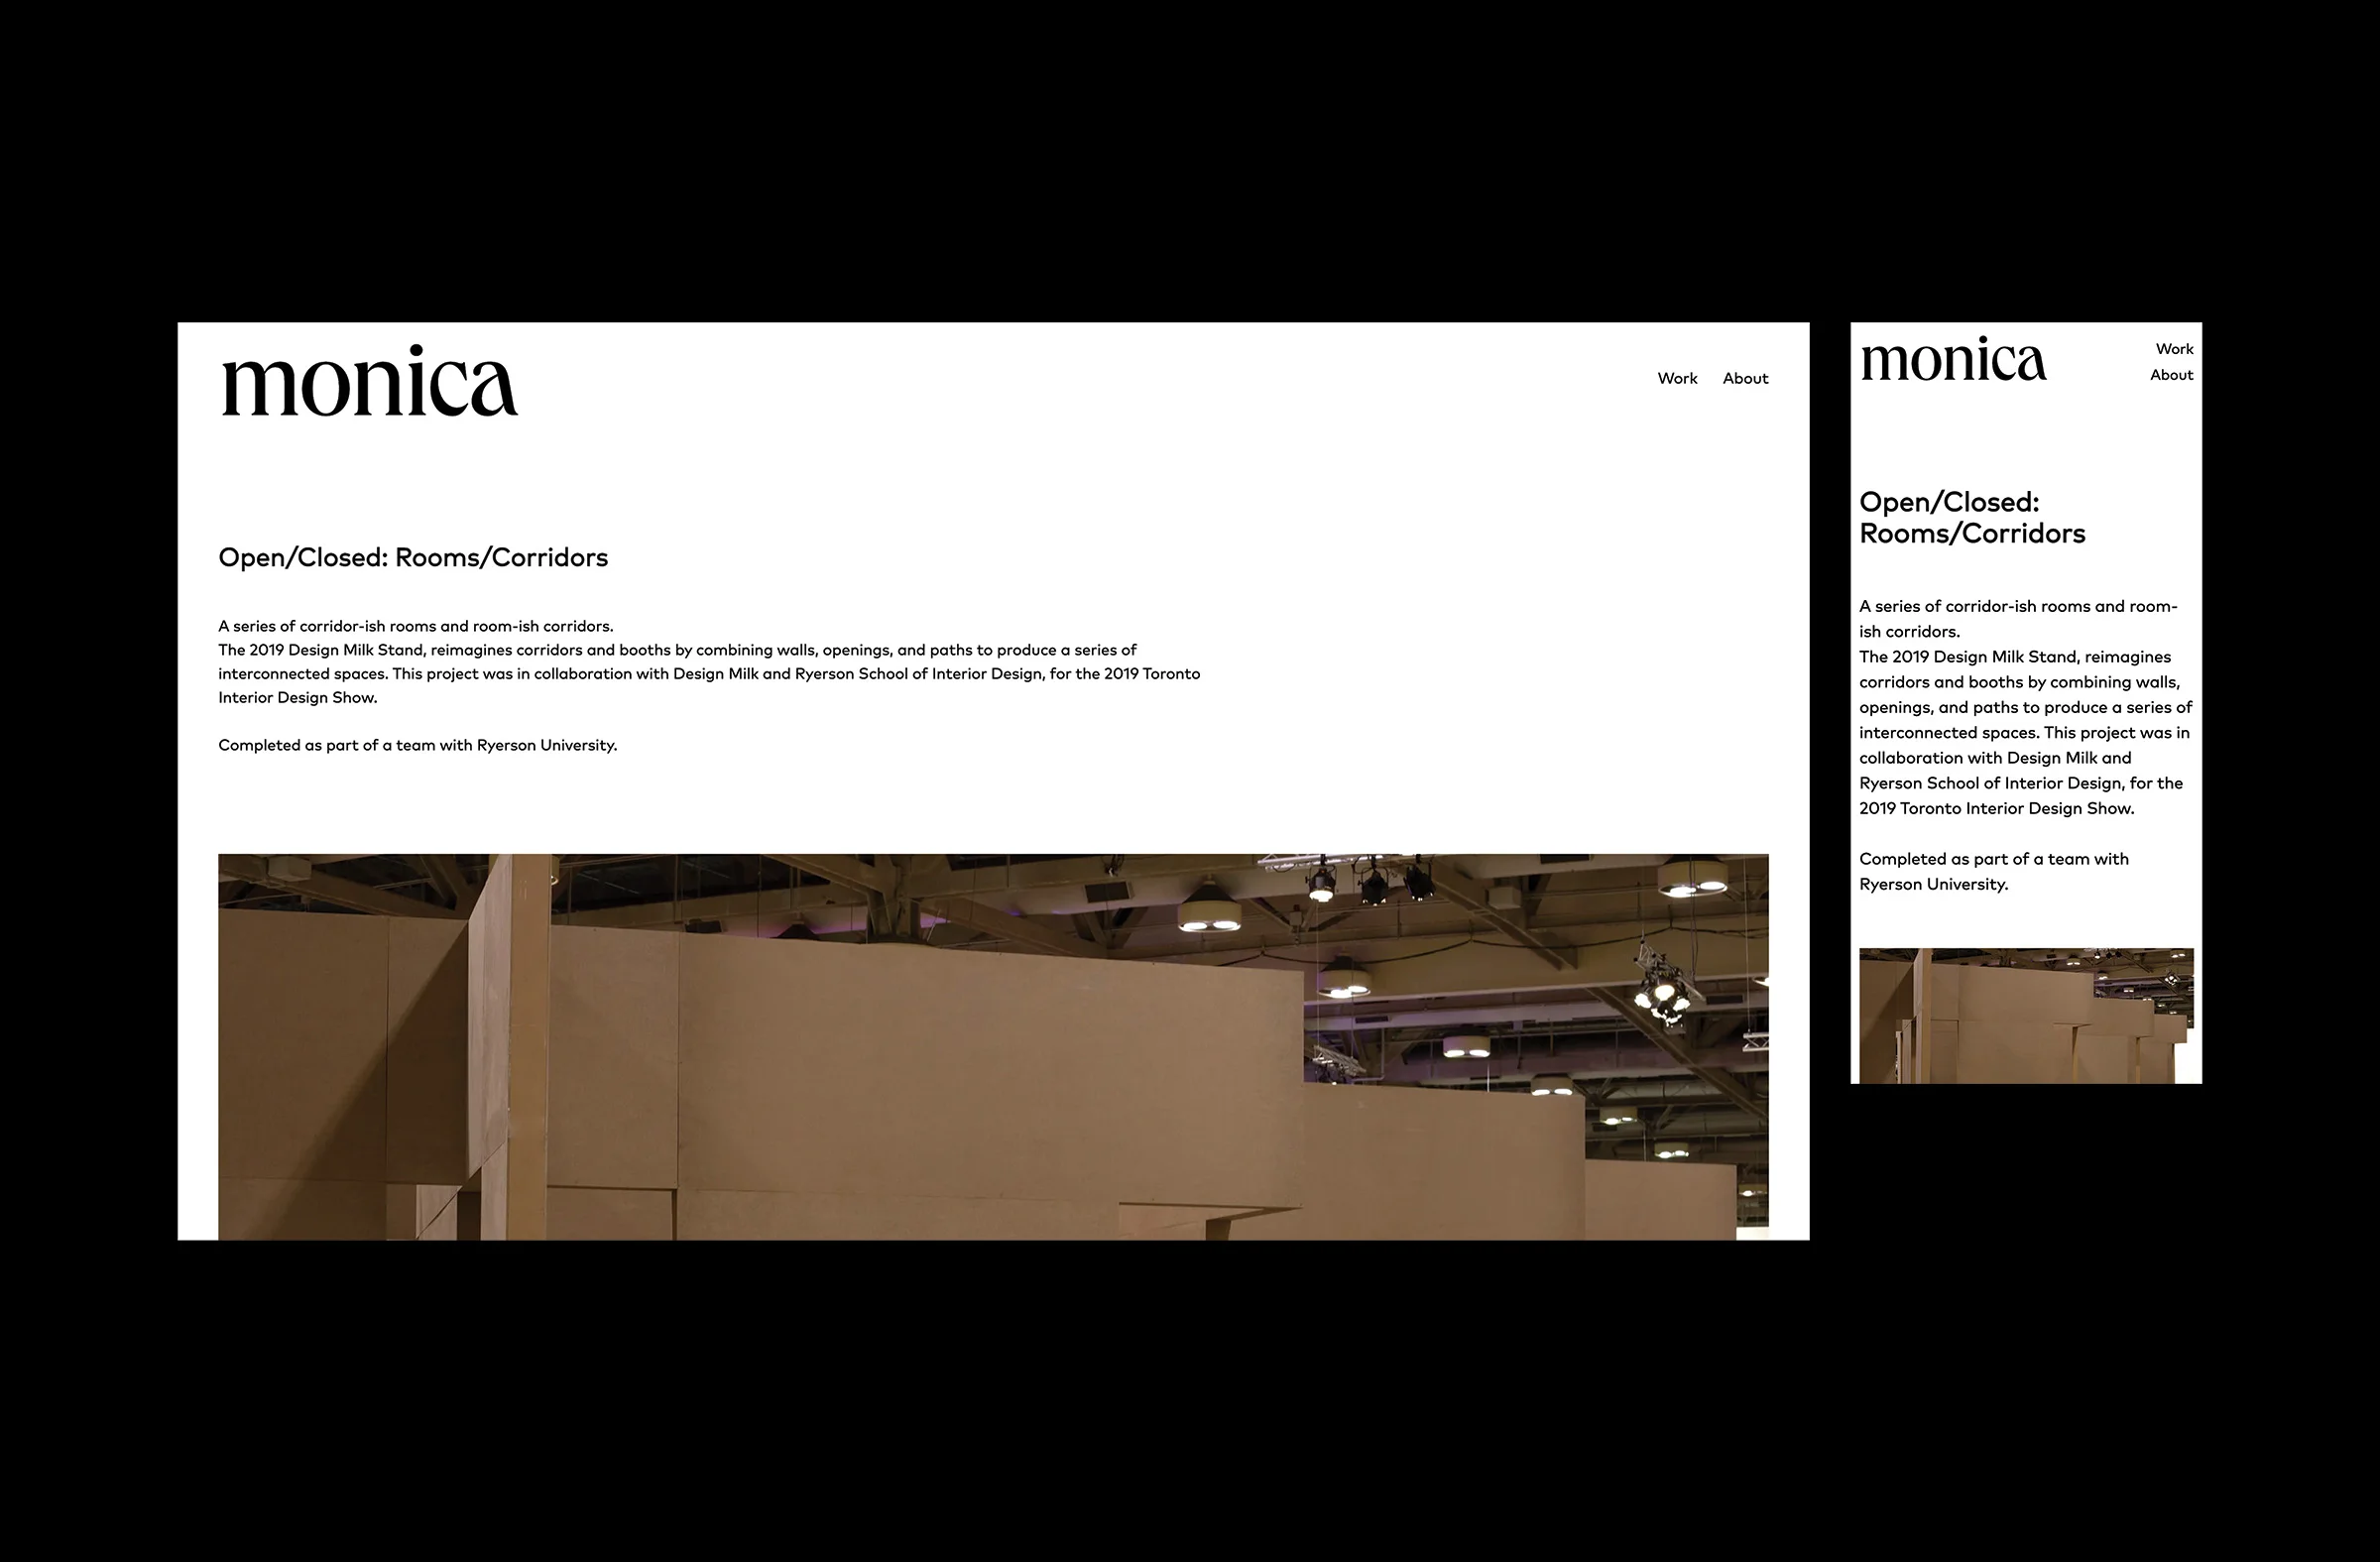 monica
Work About
Open/Closed: Rooms/Corridors
A series of corridor-ish rooms and room-ish corridors.
The 2019 Design Milk Stand, reimagines corridors and booths by combining walls, openings, and paths to produce a series of
interconnected spaces. This project was in collaboration with Design Milk and Ryerson School of Interior Design, for the 2019 Toronto
Interior Design Show.
Completed as part of a team with Ryerson University.
monica
Work
About
Open/Closed:
Rooms/Corridors
A series of corridor-ish rooms and room-
ish corridors.
The 2019 Design Milk Stand, reimagines
corridors and booths by combining walls,
openings, and paths to produce a series of
interconnected spaces. This project was in
collaboration with Design Milk and
Ryerson School of Interior Design, for the
2019 Toronto Interior Design Show.
Completed as part of a team with
Ryerson University.